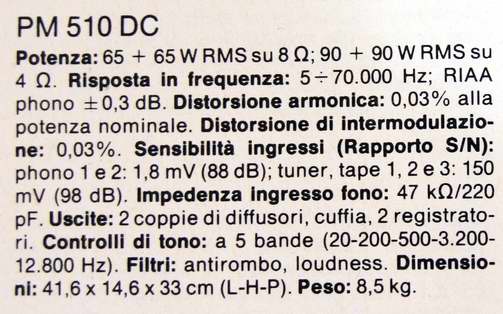 PM 510 DC
Potenza: 65 + 65 W RMS su 8 Ω; 90 + 90 W RMS su
4 Ω. Risposta in frequenza: 5÷70.000 Hz; RIAA
phono ±0,3 dB. Distorsione armonica: 0,03% alla
potenza nominale. Distorsione di intermodulazio-
ne: 0,03%. Sensibilità ingressi (Rapporto S/N):
phono 1 e 2: 1,8 mV (88 dB); tuner, tape 1, 2 e 3: 150
mV (98 dB). Impedenza ingresso fono: 47 kΩ/220
pF. Uscite: 2 coppie di diffusori, cuffia, 2 registrato-
ri. Controlli di tono: a 5 bande (20-200-500-3.200-
12.800 Hz). Filtri: antirombo, loudness. Dimensio-
ni: 41,6 x 14,6 x 33 cm (L-H-P). Peso: 8,5 kg.